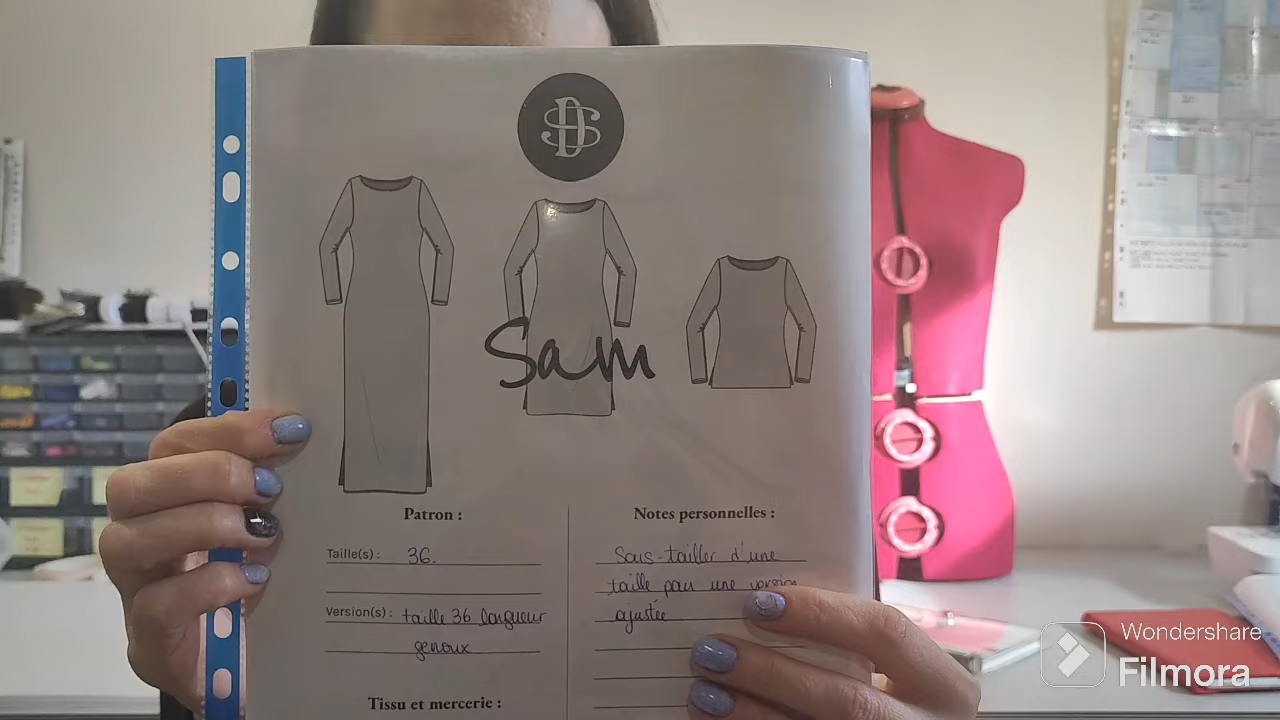 DS
Sam
Patron :
Taille(s) : 36.
Version(s) : taille 36 longueur
genoux
Tissu et mercerie :
Notes personnelles :
Sous-tailler d'une
taille pour une version
ajustée
Wondershare
Filmora